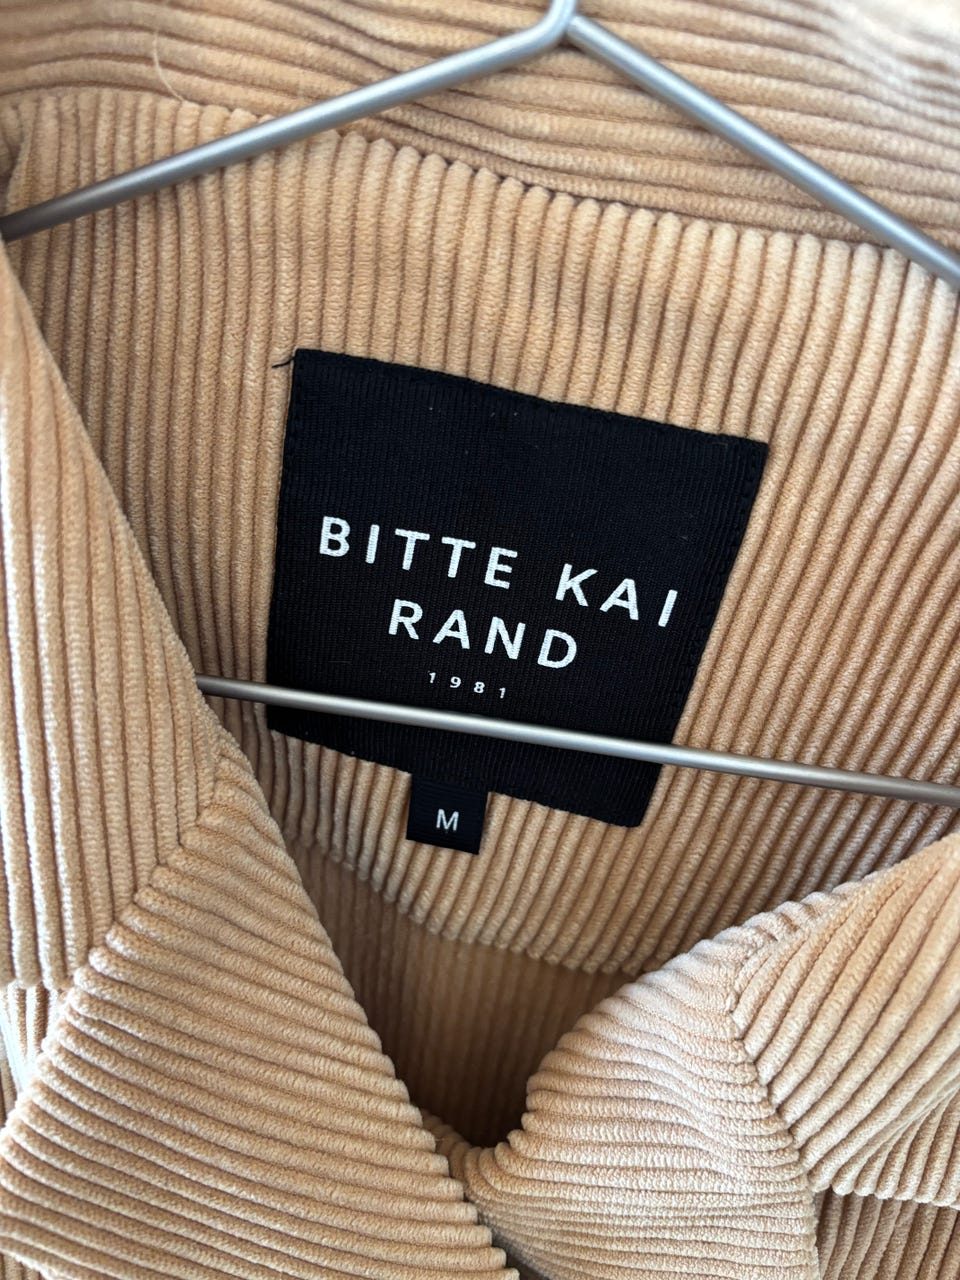 BITTE KAI
RAND
1981
M